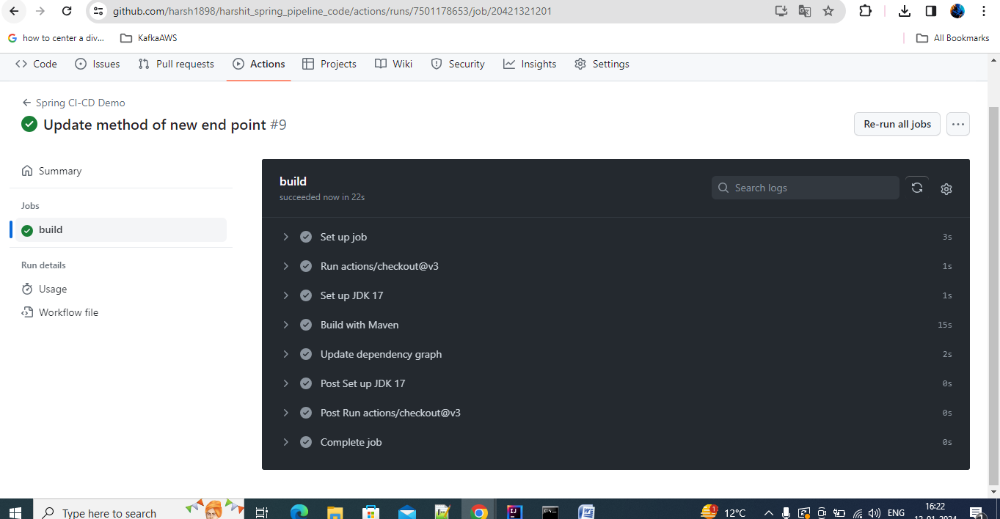 github.com/harsh1898/harshit_spring_pipeline_code/actions/runs/7501178653/job/20421321201
how to center a div... KafkaAWS All Bookmarks
Code Issues Pull requests Actions Projects Wiki Security Insights Settings
Spring CI-CD Demo
Update method of new end point #9
Re-run all jobs
Summary
Jobs
build
Run details
Usage
Workflow file
build
succeeded now in 22s
Search logs
Set up job 3s
Run actions/checkout@v3 1s
Set up JDK 17 1s
Build with Maven 15s
Update dependency graph 2s
Post Set up JDK 17 0s
Post Run actions/checkout@v3 0s
Complete job 0s
Type here to search
12°C
ENG
16:22
12-01-2024